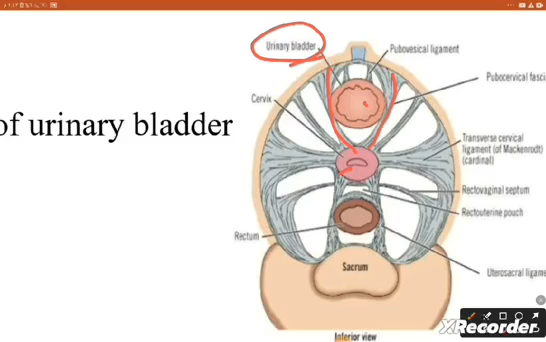 Urinary bladder
Pubovesical ligament
Pubocervical fasci
Cervix
of urinary bladder
Transverse cervical
ligament (of Mackenrodt)
(cardinal)
Rectovaginal septum
Rectouterine pouch
Rectum
Sacrum
Uterosacral ligame
XRecorder
Inferior view